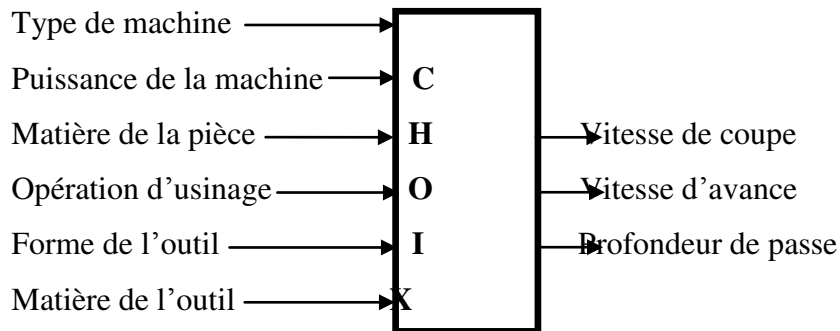 Type de machine
Puissance de la machine C
Matière de la pièce H Vitesse de coupe
Opération d’usinage O Vitesse d’avance
Forme de l’outil I Profondeur de passe
Matière de l’outil X